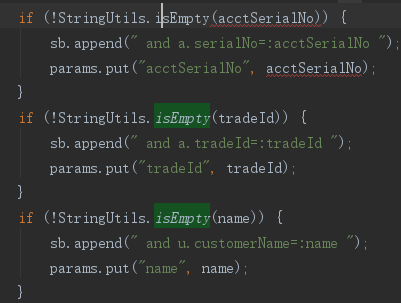 if (!StringUtils.isEmpty(acctSerialNo)) {
sb.append(" and a.serialNo=:acctSerialNo ");
params.put("acctSerialNo", acctSerialNo);
}
if (!StringUtils.isEmpty(tradeId)) {
sb.append(" and a.tradeId=:tradeId ");
params.put("tradeId", tradeId);
}
if (!StringUtils.isEmpty(name)) {
sb.append(" and u.customerName=:name ");
params.put("name", name);
}